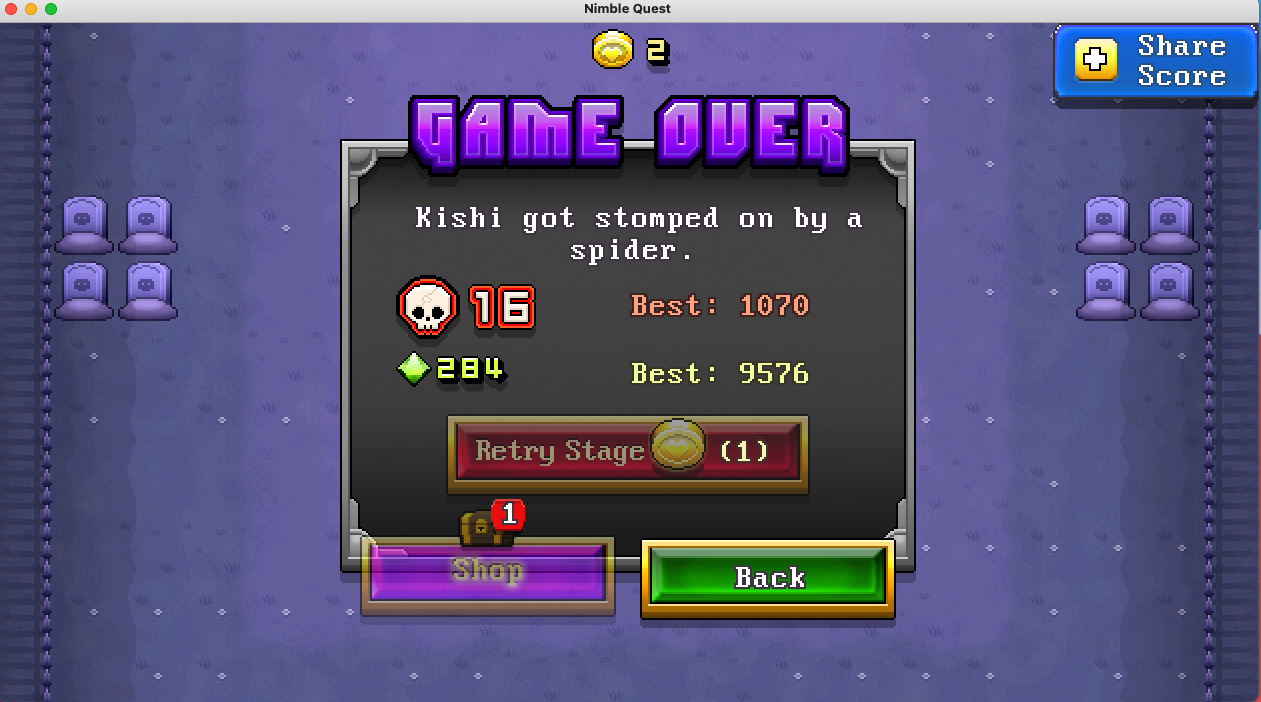 Nimble Quest
2
Share
Score
GAME OVER
Kishi got stomped on by a
spider.
16
Best: 1070
284
Best: 9576
Retry Stage (1)
1
Shop
Back